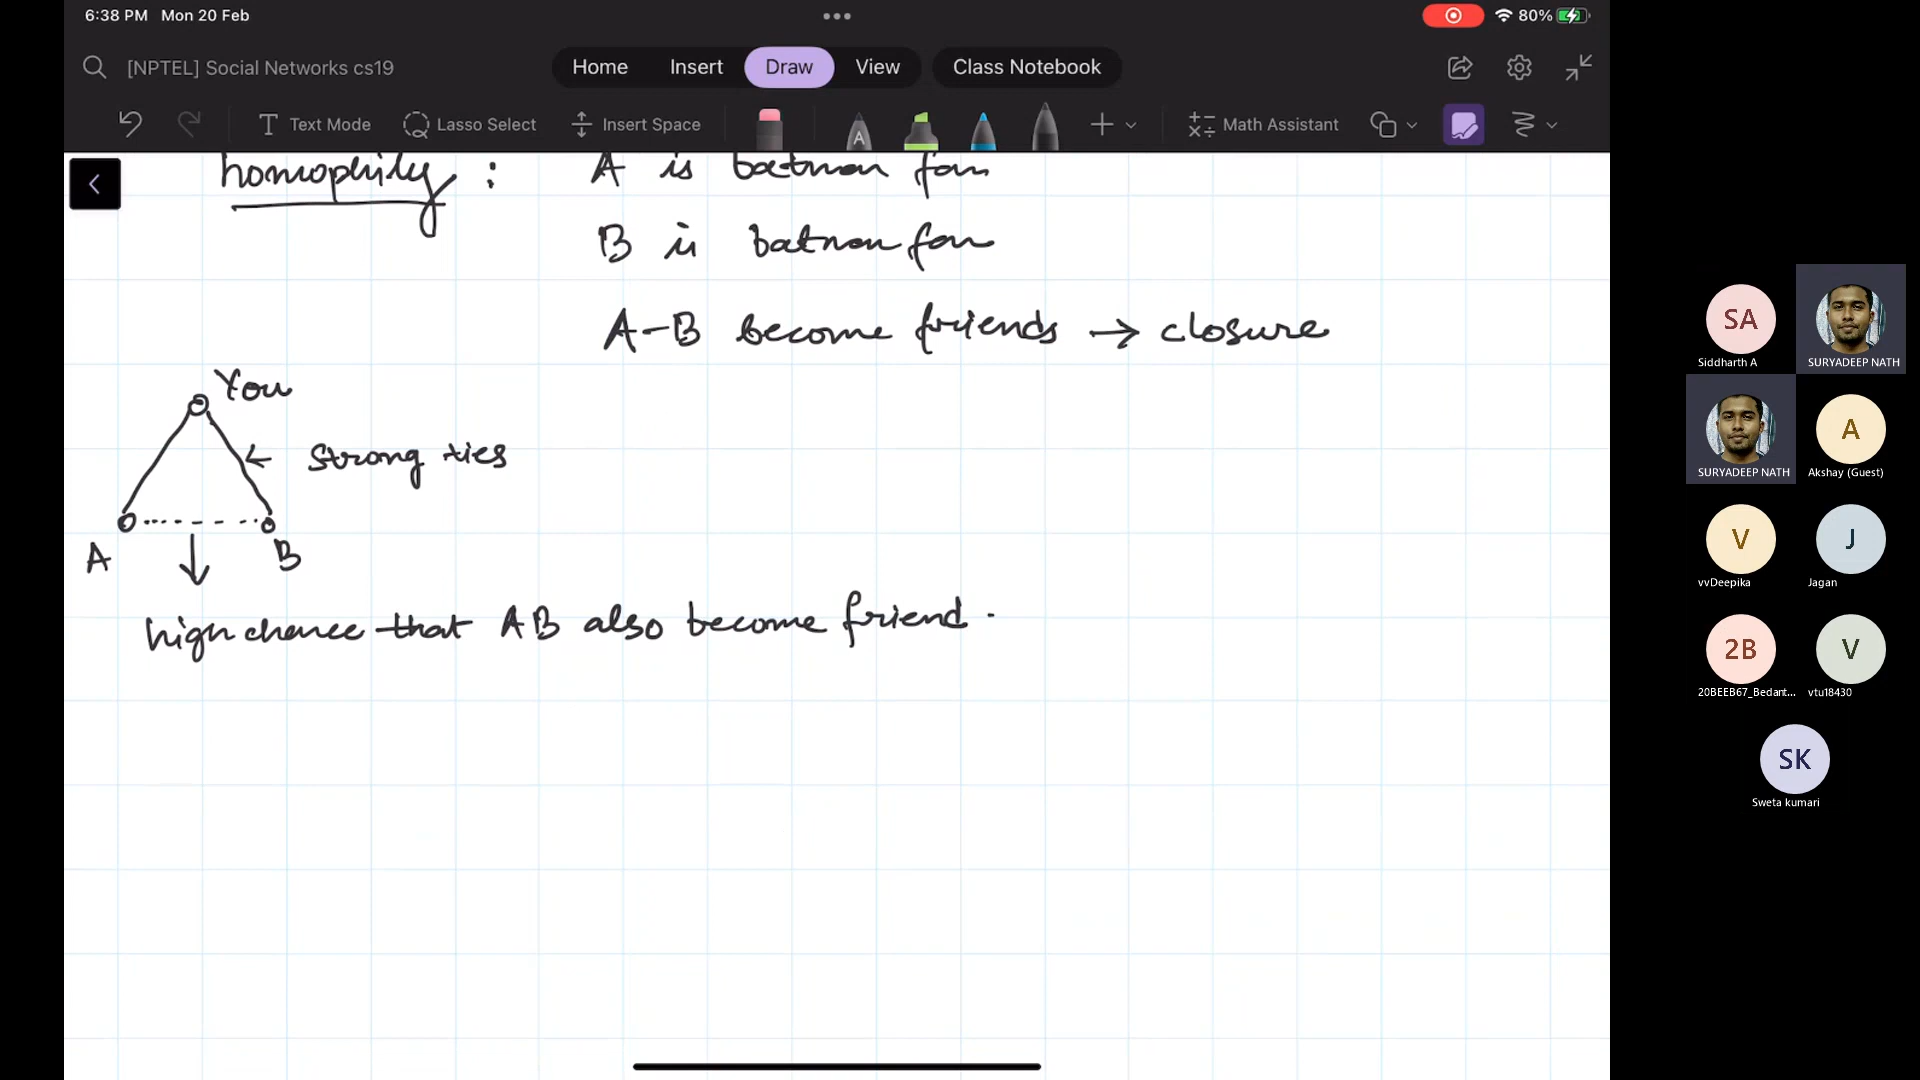 6:38 PM Mon 20 Feb
80%
[NPTEL] Social Networks cs19
Home Insert Draw View Class Notebook
Text Mode Lasso Select Insert Space A Math Assistant
homophily : A is batman fan
B is batman fan
A-B become friends → closure
You
← strong ties
A B
high chance that AB also become friend.
SA
Siddharth A
SURYADEEP NATH
SURYADEEP NATH
A
Akshay (Guest)
V
vvDeepika
J
Jagan
2B
20BEEB67_Bedant...
V
vtu18430
SK
Sweta kumari